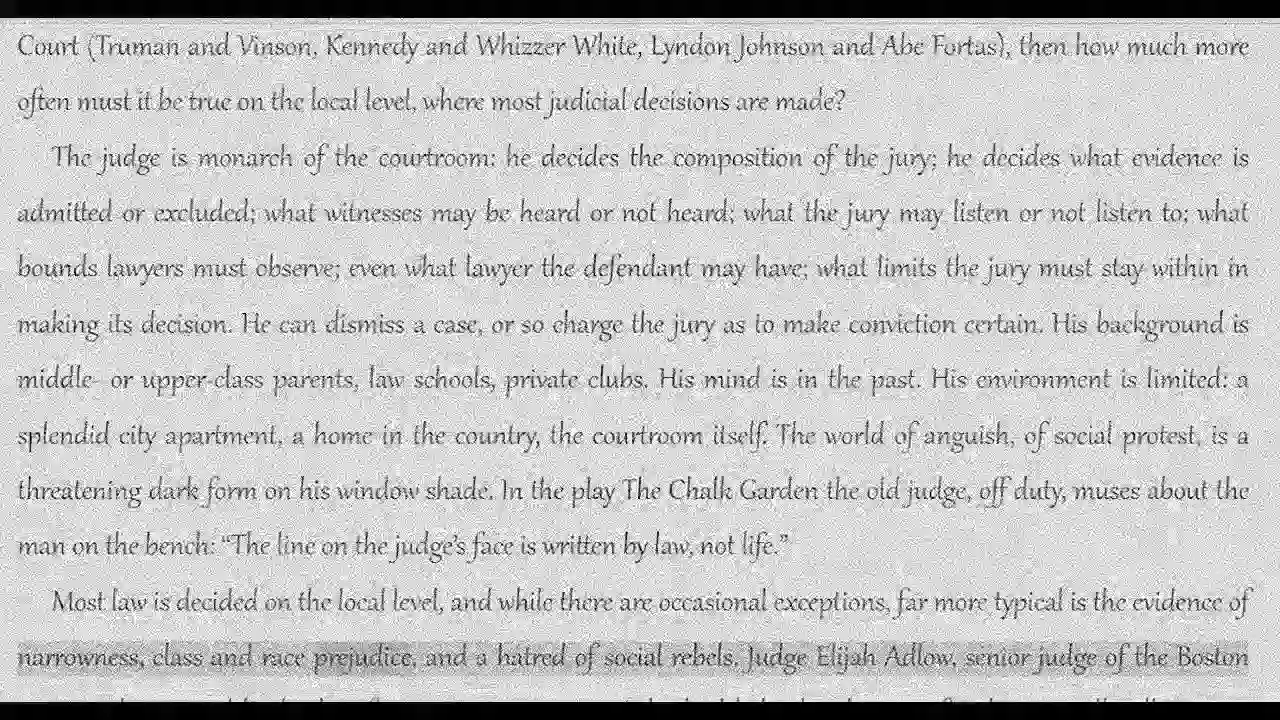 Court (Truman and Vinson, Kennedy and Whizzer White, Lyndon Johnson and Abe Fortas), then how much more
often must it be true on the local level, where most judicial decisions are made?
The judge is monarch of the courtroom: he decides the composition of the jury; he decides what evidence is
admitted or excluded; what witnesses may be heard or not heard; what the jury may listen or not listen to; what
bounds lawyers must observe; even what lawyer the defendant may have; what limits the jury must stay within in
making its decision. He can dismiss a case, or so charge the jury as to make conviction certain. His background is
middle- or upper-class parents, law schools, private clubs. His mind is in the past. His environment is limited: a
splendid city apartment, a home in the country, the courtroom itself. The world of anguish, of social protest, is a
threatening dark form on his window shade. In the play The Chalk Garden the old judge, off duty, muses about the
man on the bench: “The line on the judge’s face is written by law, not life.”
Most law is decided on the local level, and while there are occasional exceptions, far more typical is the evidence of
narrowness, class and race prejudice, and a hatred of social rebels. Judge Elijah Adlow, senior judge of the Boston